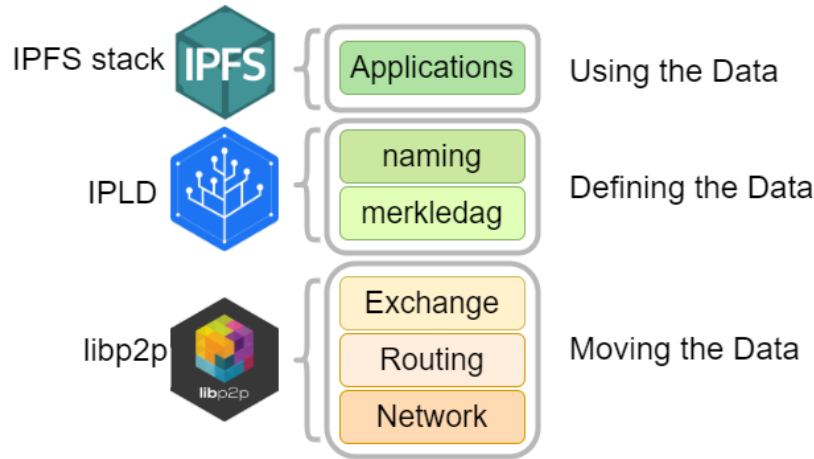 IPFS stack
IPFS
Applications
Using the Data
IPLD
naming
merkledag
Defining the Data
libp2p
libp2p
Exchange
Routing
Network
Moving the Data